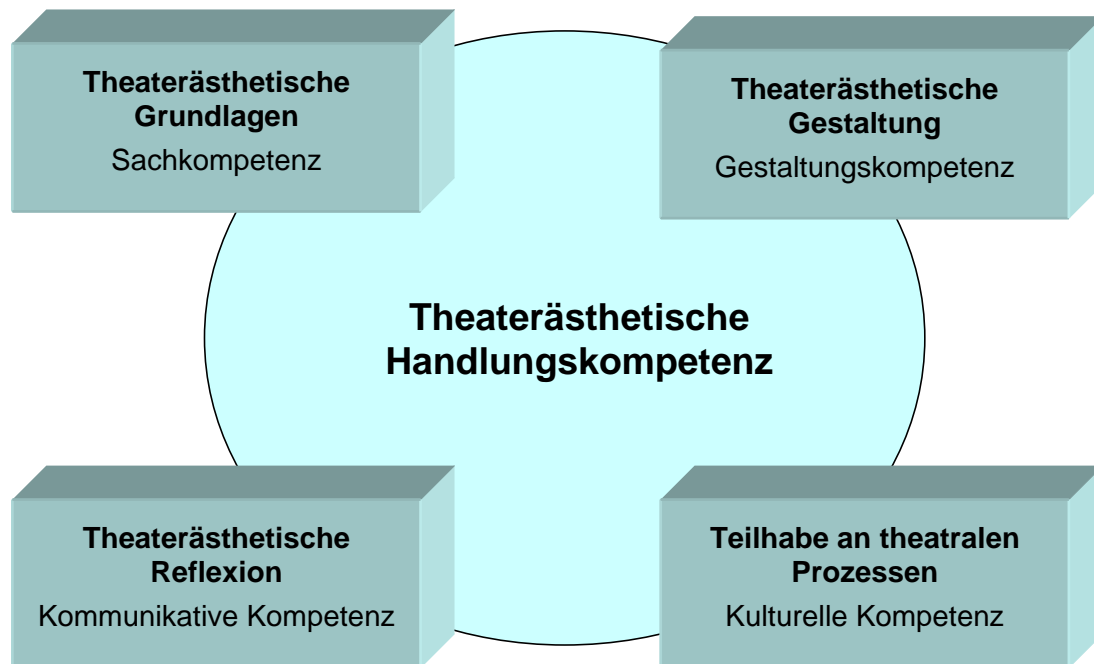 Theaterästhetische
Grundlagen
Sachkompetenz
Theaterästhetische
Gestaltung
Gestaltungskompetenz
Theaterästhetische
Handlungskompetenz
Theaterästhetische
Reflexion
Kommunikative Kompetenz
Teilhabe an theatralen
Prozessen
Kulturelle Kompetenz